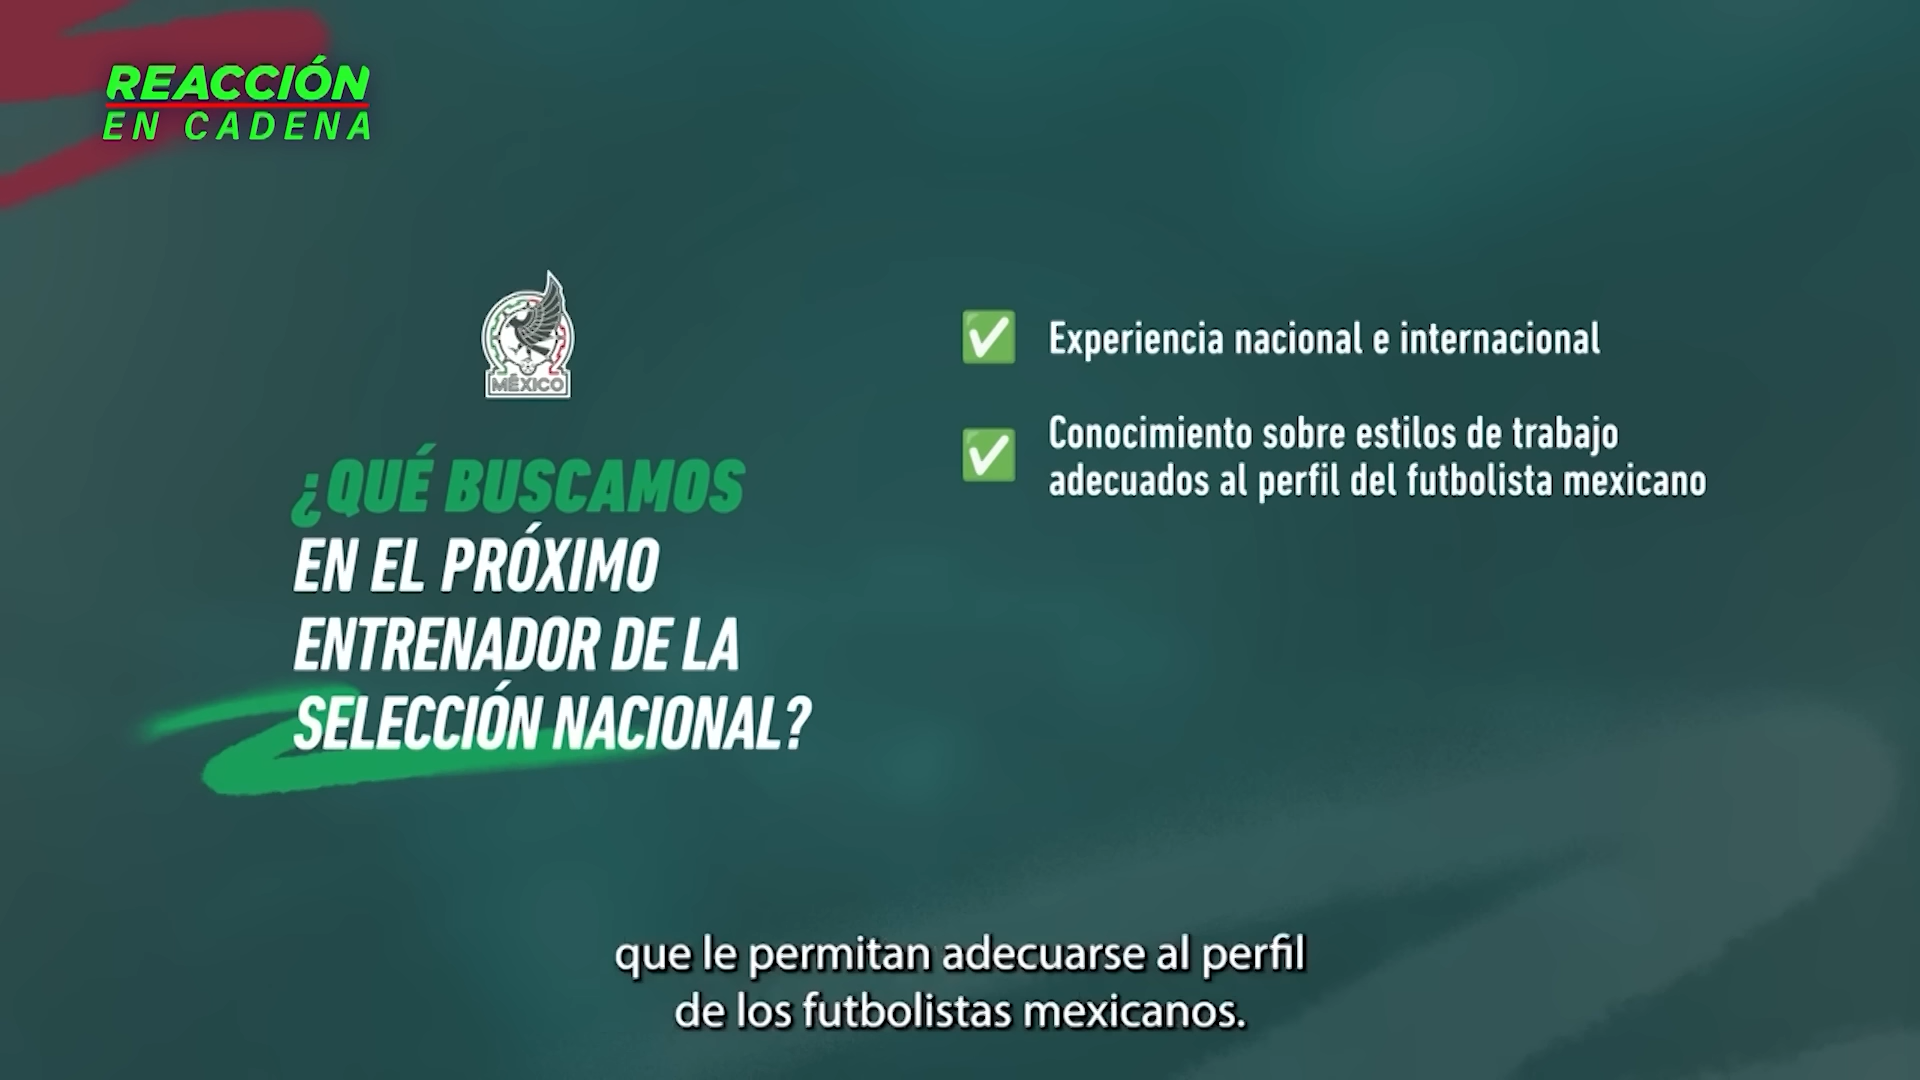 REACCIÓN
EN CADENA
MÉXICO
¿QUÉ BUSCAMOS
EN EL PRÓXIMO
ENTRENADOR DE LA
SELECCIÓN NACIONAL?
Experiencia nacional e internacional
Conocimiento sobre estilos de trabajo
adecuados al perfil del futbolista mexicano
que le permitan adecuarse al perfil
de los futbolistas mexicanos.